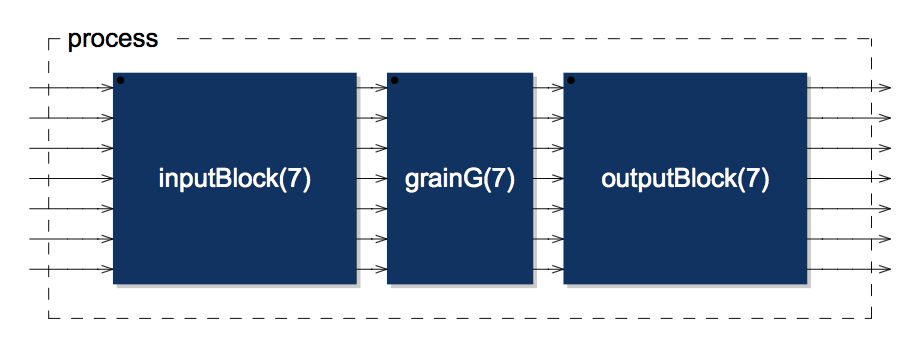 process
inputBlock(7)
grainG(7)
outputBlock(7)